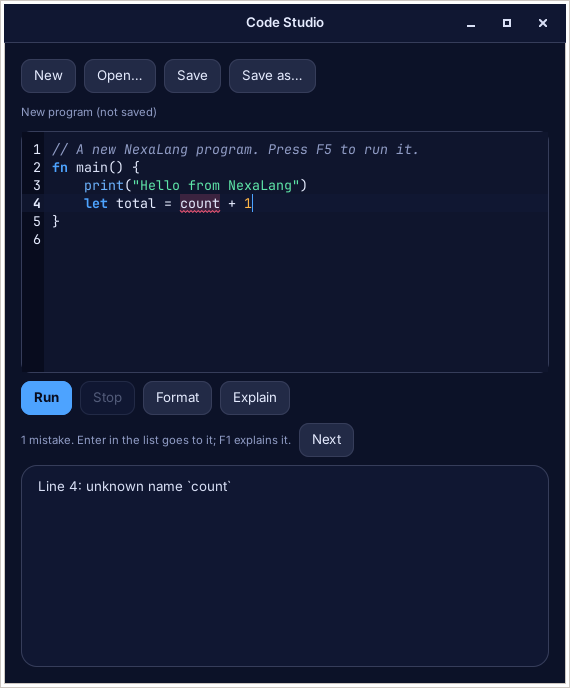 Code Studio
New Open... Save Save as...
New program (not saved)
1 // A new NexaLang program. Press F5 to run it.
2 fn main() {
3     print("Hello from NexaLang")
4     let total = count + 1
5 }
6
Run Stop Format Explain
1 mistake. Enter in the list goes to it; F1 explains it. Next
Line 4: unknown name `count`